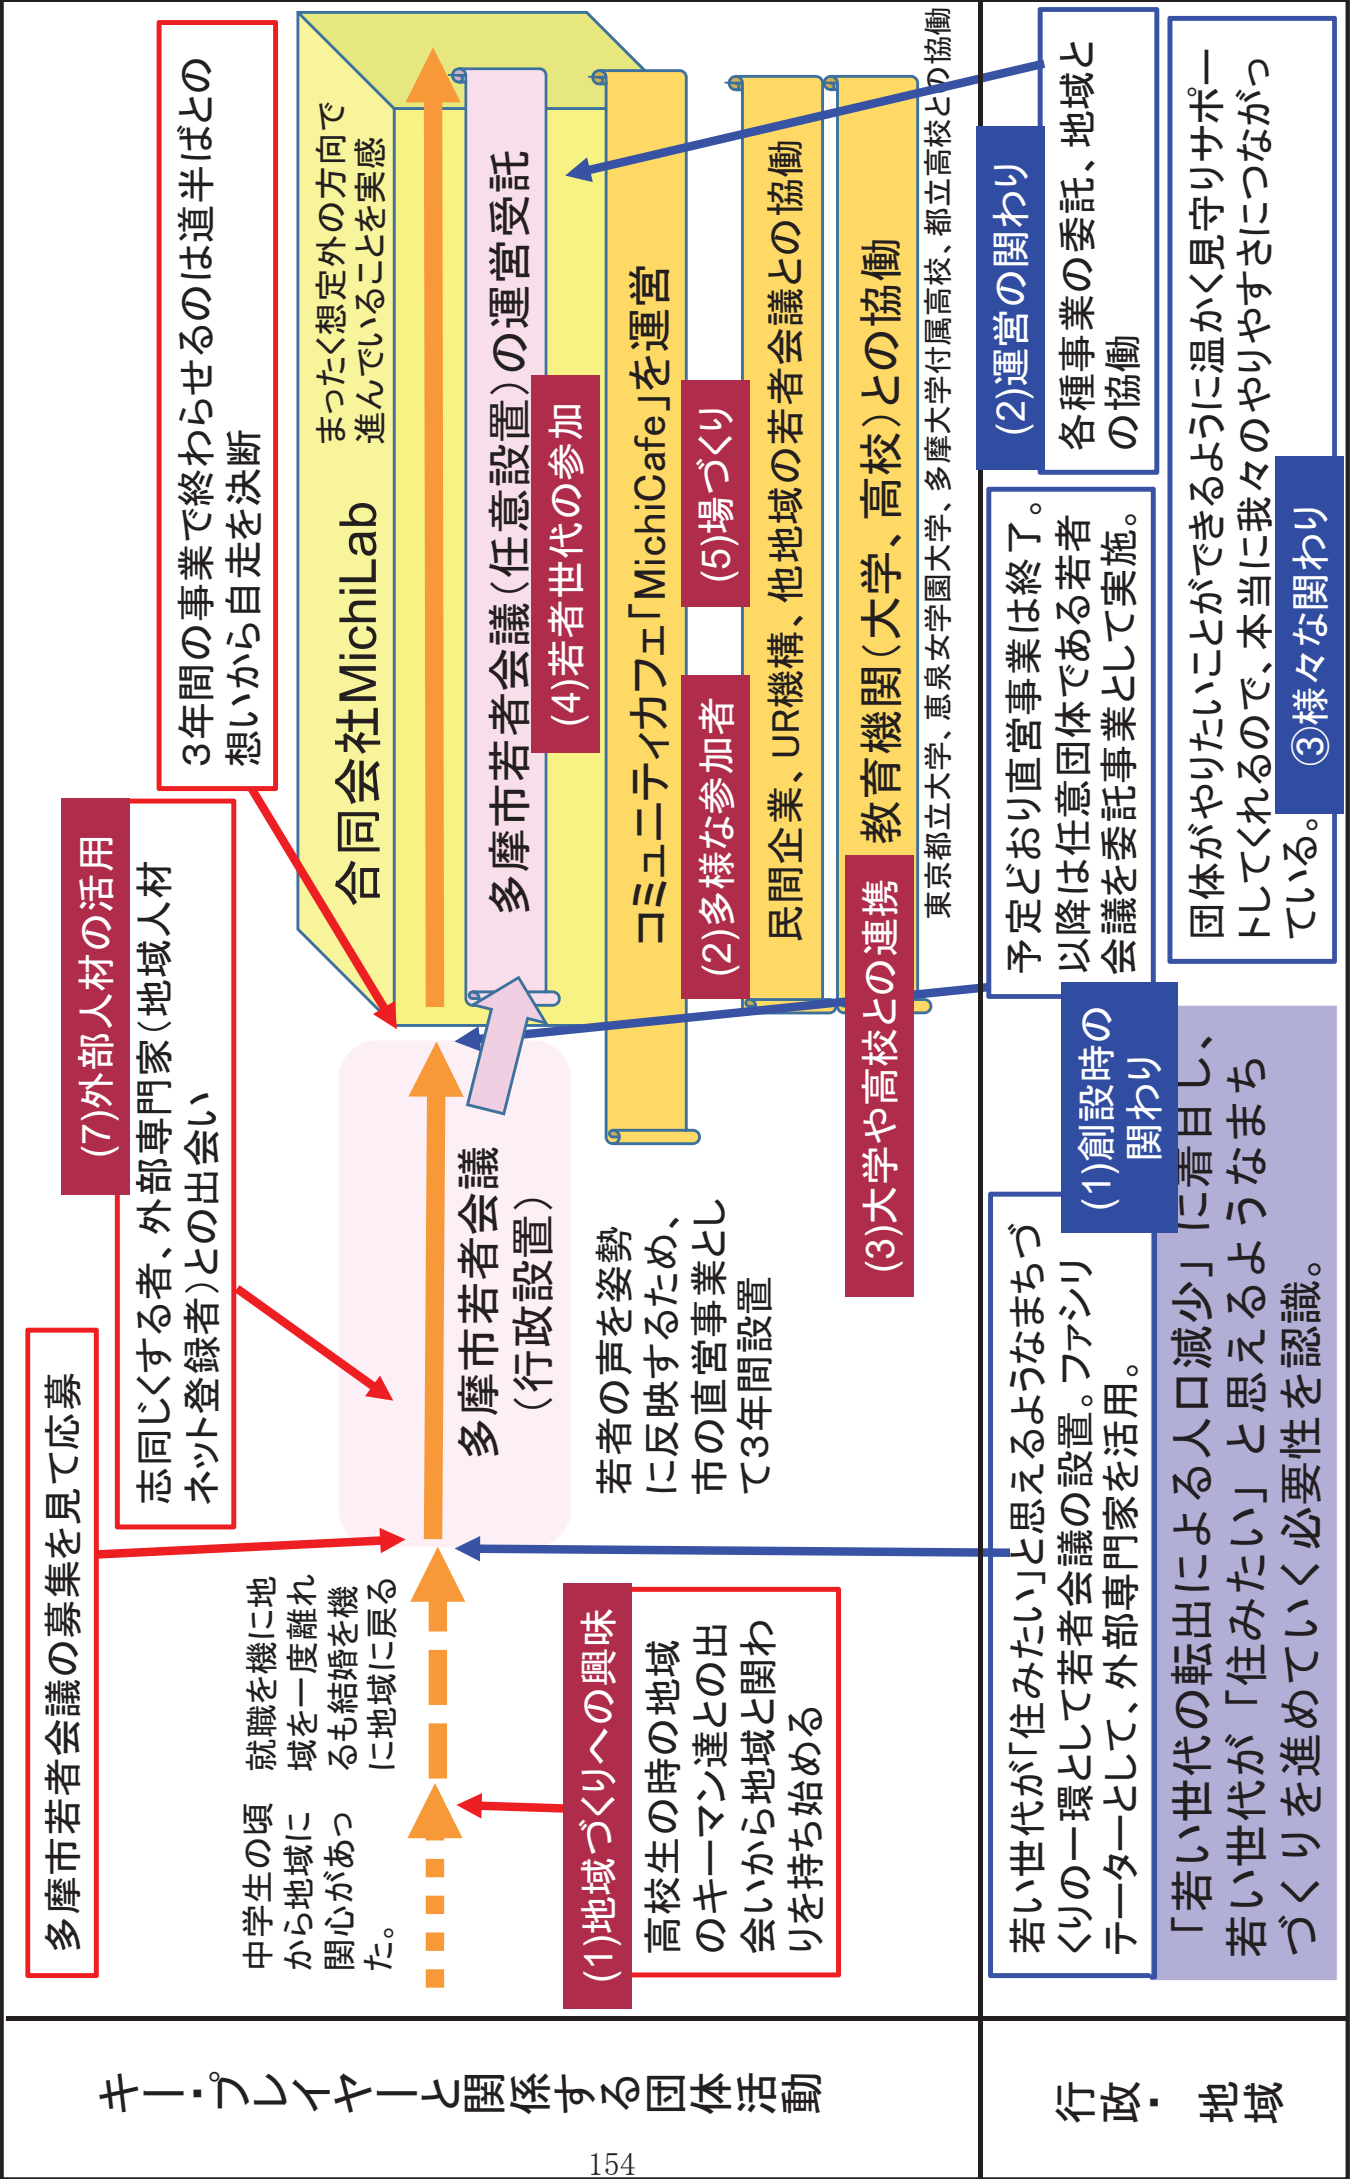 キー・プレイヤーと関係する団体活動
多摩市若者会議の募集を見て応募
(7)外部人材の活用
志同じくする者、外部専門家(地域人材
ネット登録者)との出会い
3年間の事業で終わらせるのは道半ばとの
想いから自走を決断
中学生の頃
から地域に
関心があっ
た。
就職を機に地
域を一度離れ
るも結婚を機
に地域に戻る
(1)地域づくりへの興味
高校生の時の地域
のキーマン達との出
会いから地域と関わ
りを持ち始める
多摩市若者会議
(行政設置)
若者の声を姿勢
に反映するため、
市の直営事業とし
て3年間設置
合同会社MichiLab
まったく想定外の方向で
進んでいることを実感
多摩市若者会議(任意設置)の運営受託
(4)若者世代の参加
コミュニティカフェ「MichiCafe」を運営
(2)多様な参加者
(5)場づくり
民間企業、UR機構、他地域の若者会議との協働
(3)大学や高校との連携
教育機関(大学、高校)との協働
東京都立大学、恵泉女学園大学、多摩大学付属高校、都立高校との協働
行政・地域
若い世代が「住みたい」と思えるようなまちづ
くりの一環として若者会議の設置。ファシリ
テーターとして、外部専門家を活用。
(1)創設時の
関わり
「若い世代の転出による人口減少」に着目し、
若い世代が「住みたい」と思えるようなまち
づくりを進めていく必要性を認識。
予定どおり直営事業は終了。
以降は任意団体である若者
会議を委託事業として実施。
(2)運営の関わり
各種事業の委託、地域と
の協働
団体がやりたいことができるように温かく見守りサポー
トしてくれるので、本当に我々のやりやすさにつながっ
ている。
③様々な関わり
154